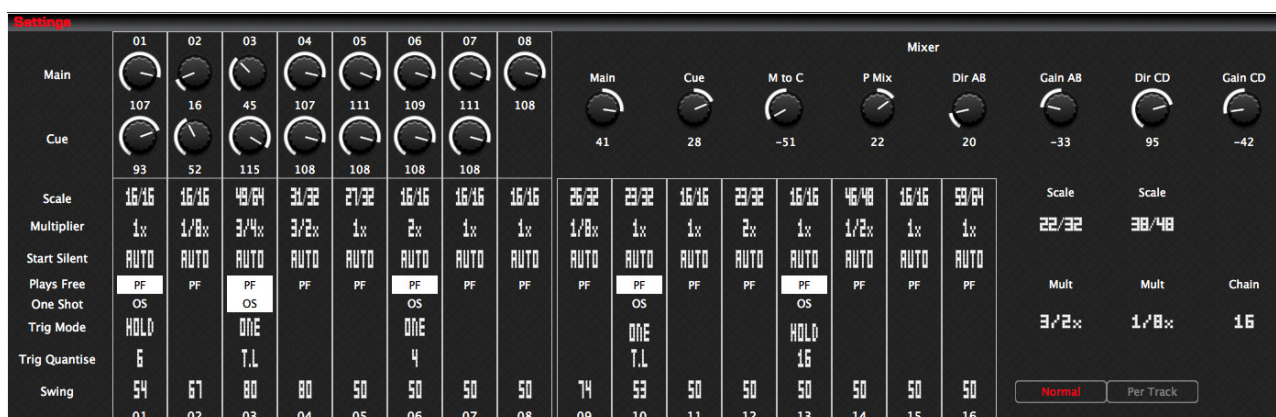 Settings
01 02 03 04 05 06 07 08 Mixer
Main Main Cue M to C P Mix Dir AB Gain AB Dir CD Gain CD
107 16 45 107 111 109 111 108 41 28 -51 22 20 -33 95 -42
Cue
93 52 115 108 108 108 108
Scale 16/16 16/16 49/64 31/32 27/32 16/16 16/16 16/16 25/32 23/32 16/16 23/32 16/16 46/48 16/16 59/64 Scale Scale
22/32 38/48
Multiplier 1x 1/8x 3/4x 3/2x 1x 2x 1x 1x 1/8x 1x 1x 2x 1x 1/2x 1x 1x
Start Silent AUTO AUTO AUTO AUTO AUTO AUTO AUTO AUTO AUTO AUTO AUTO AUTO AUTO AUTO AUTO AUTO
Plays Free PF PF PF PF PF PF PF PF PF PF PF PF PF PF PF PF Mult Mult Chain
One Shot OS OS OS OS OS
3/2x 1/8x 16
Trig Mode HOLD ONE ONE ONE HOLD
Trig Quantise 6 T.L 4 T.L 16
Swing 54 67 80 80 50 50 50 50 74 53 50 50 50 50 50 50 Normal Per Track
01 02 03 04 05 06 07 08 09 10 11 12 13 14 15 16